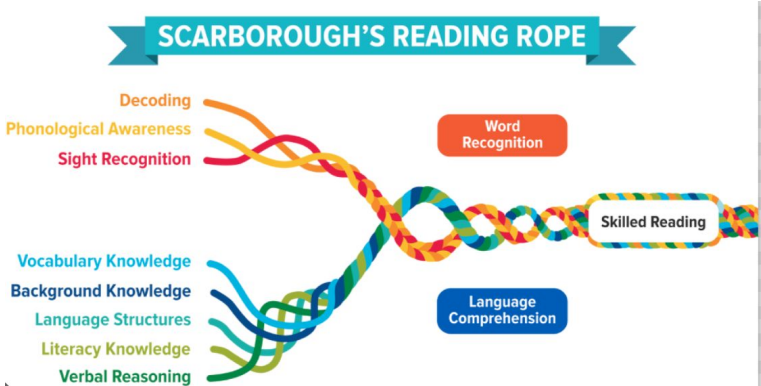 SCARBOROUGH'S READING ROPE
Decoding
Phonological Awareness
Sight Recognition
Word
Recognition
Skilled Reading
Vocabulary Knowledge
Background Knowledge
Language Structures
Literacy Knowledge
Verbal Reasoning
Language
Comprehension